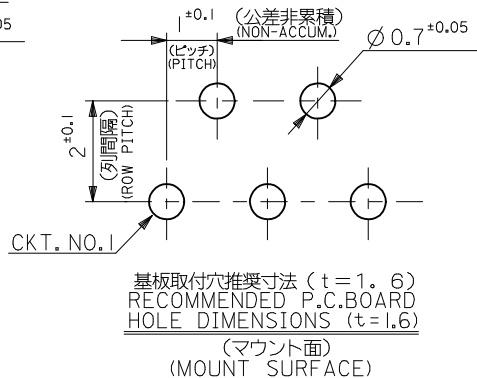 05
1±0.1
(公差非累積)
(NON-ACCUM.)
(ピッチ)
(PITCH)
Ø 0.7±0.05
2±0.1
(列間隔)
(ROW PITCH)
CKT. NO.1
基板取付穴推奨寸法 (t=1.6)
RECOMMENDED P.C.BOARD
HOLE DIMENSIONS (t=1.6)
(マウント面)
(MOUNT SURFACE)